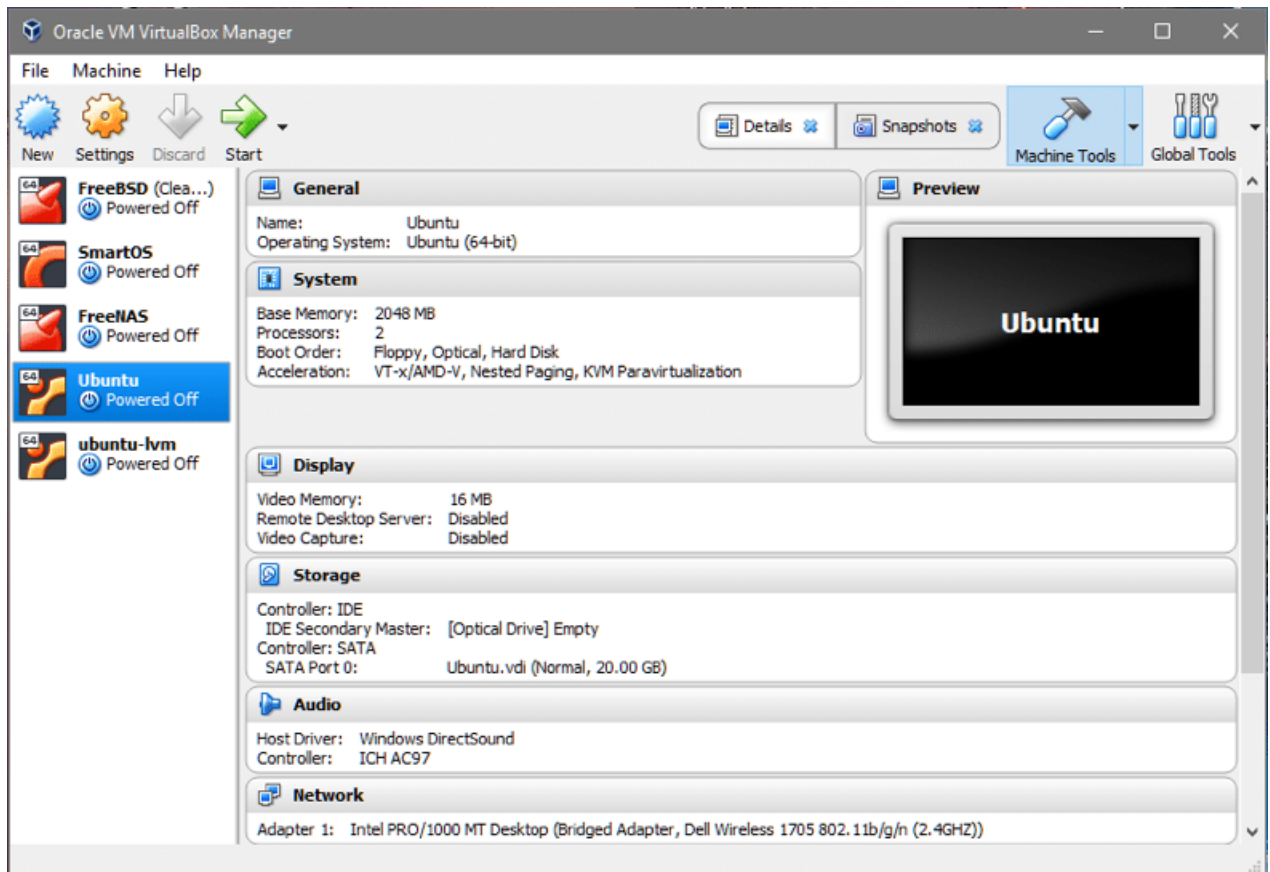 Oracle VM VirtualBox Manager
File Machine Help
New Settings Discard Start
Details Snapshots Machine Tools Global Tools
64 FreeBSD (Clea...)
Powered Off
64 SmartOS
Powered Off
64 FreeNAS
Powered Off
64 Ubuntu
Powered Off
64 ubuntu-lvm
Powered Off
General
Name: Ubuntu
Operating System: Ubuntu (64-bit)
System
Base Memory: 2048 MB
Processors: 2
Boot Order: Floppy, Optical, Hard Disk
Acceleration: VT-x/AMD-V, Nested Paging, KVM Paravirtualization
Preview
Ubuntu
Display
Video Memory: 16 MB
Remote Desktop Server: Disabled
Video Capture: Disabled
Storage
Controller: IDE
IDE Secondary Master: [Optical Drive] Empty
Controller: SATA
SATA Port 0: Ubuntu.vdi (Normal, 20.00 GB)
Audio
Host Driver: Windows DirectSound
Controller: ICH AC97
Network
Adapter 1: Intel PRO/1000 MT Desktop (Bridged Adapter, Dell Wireless 1705 802.11b/g/n (2.4GHZ))